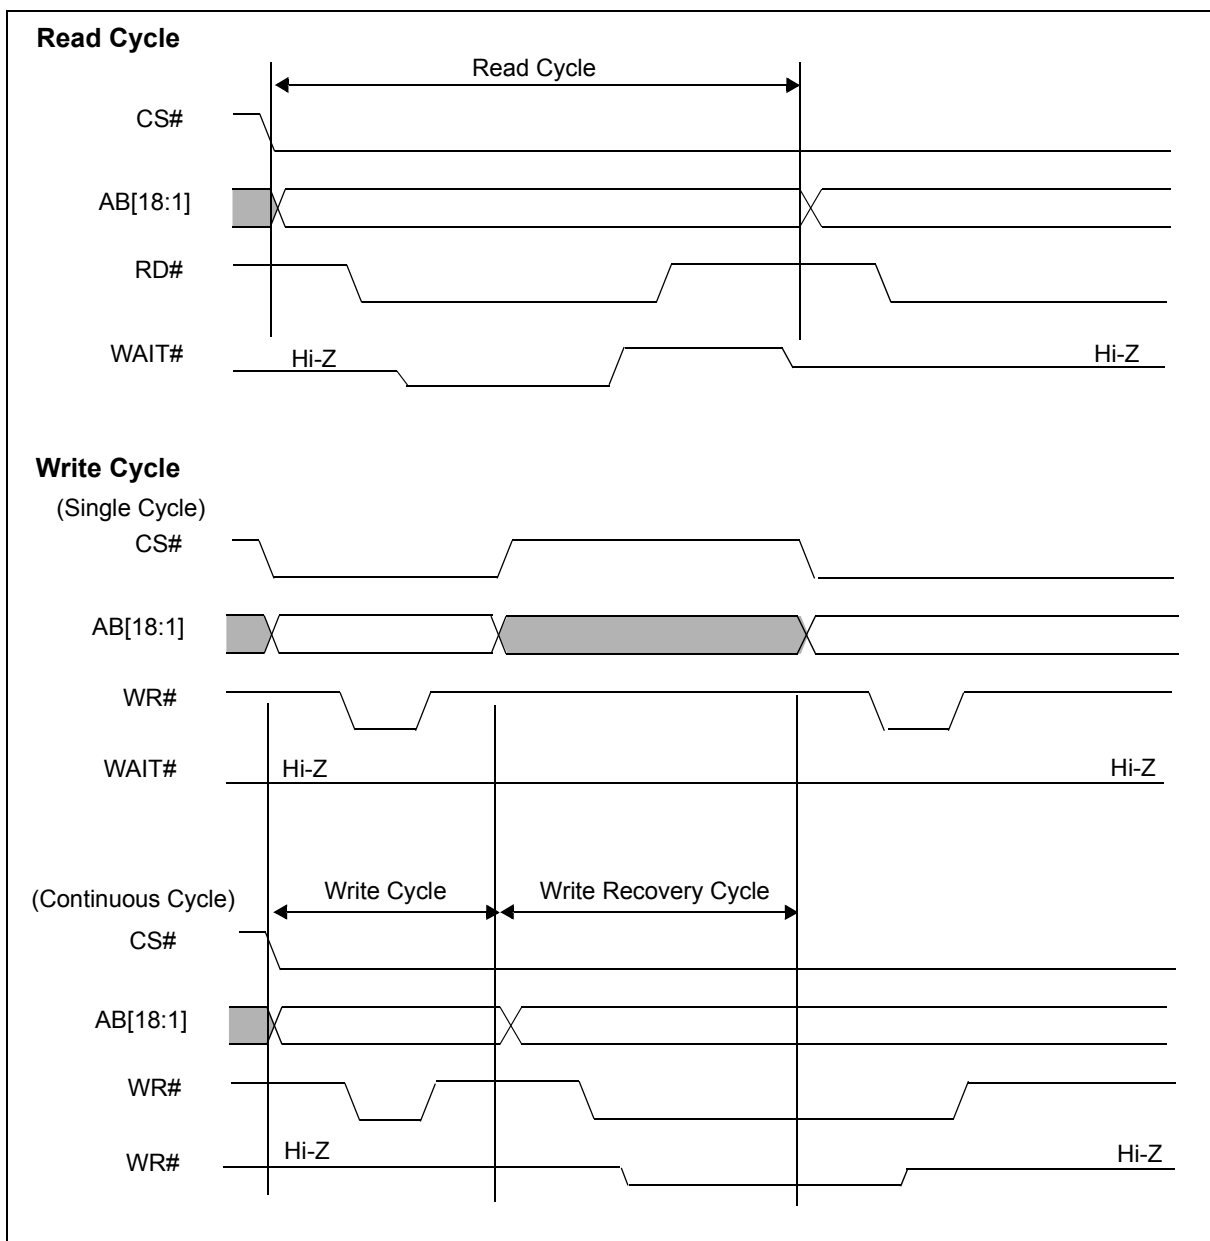 Read Cycle
Read Cycle
CS#
AB[18:1]
RD#
WAIT#
Hi-Z
Hi-Z
Write Cycle
(Single Cycle)
CS#
AB[18:1]
WR#
WAIT#
Hi-Z
Hi-Z
(Continuous Cycle)
Write Cycle
Write Recovery Cycle
CS#
AB[18:1]
WR#
WR#
Hi-Z
Hi-Z